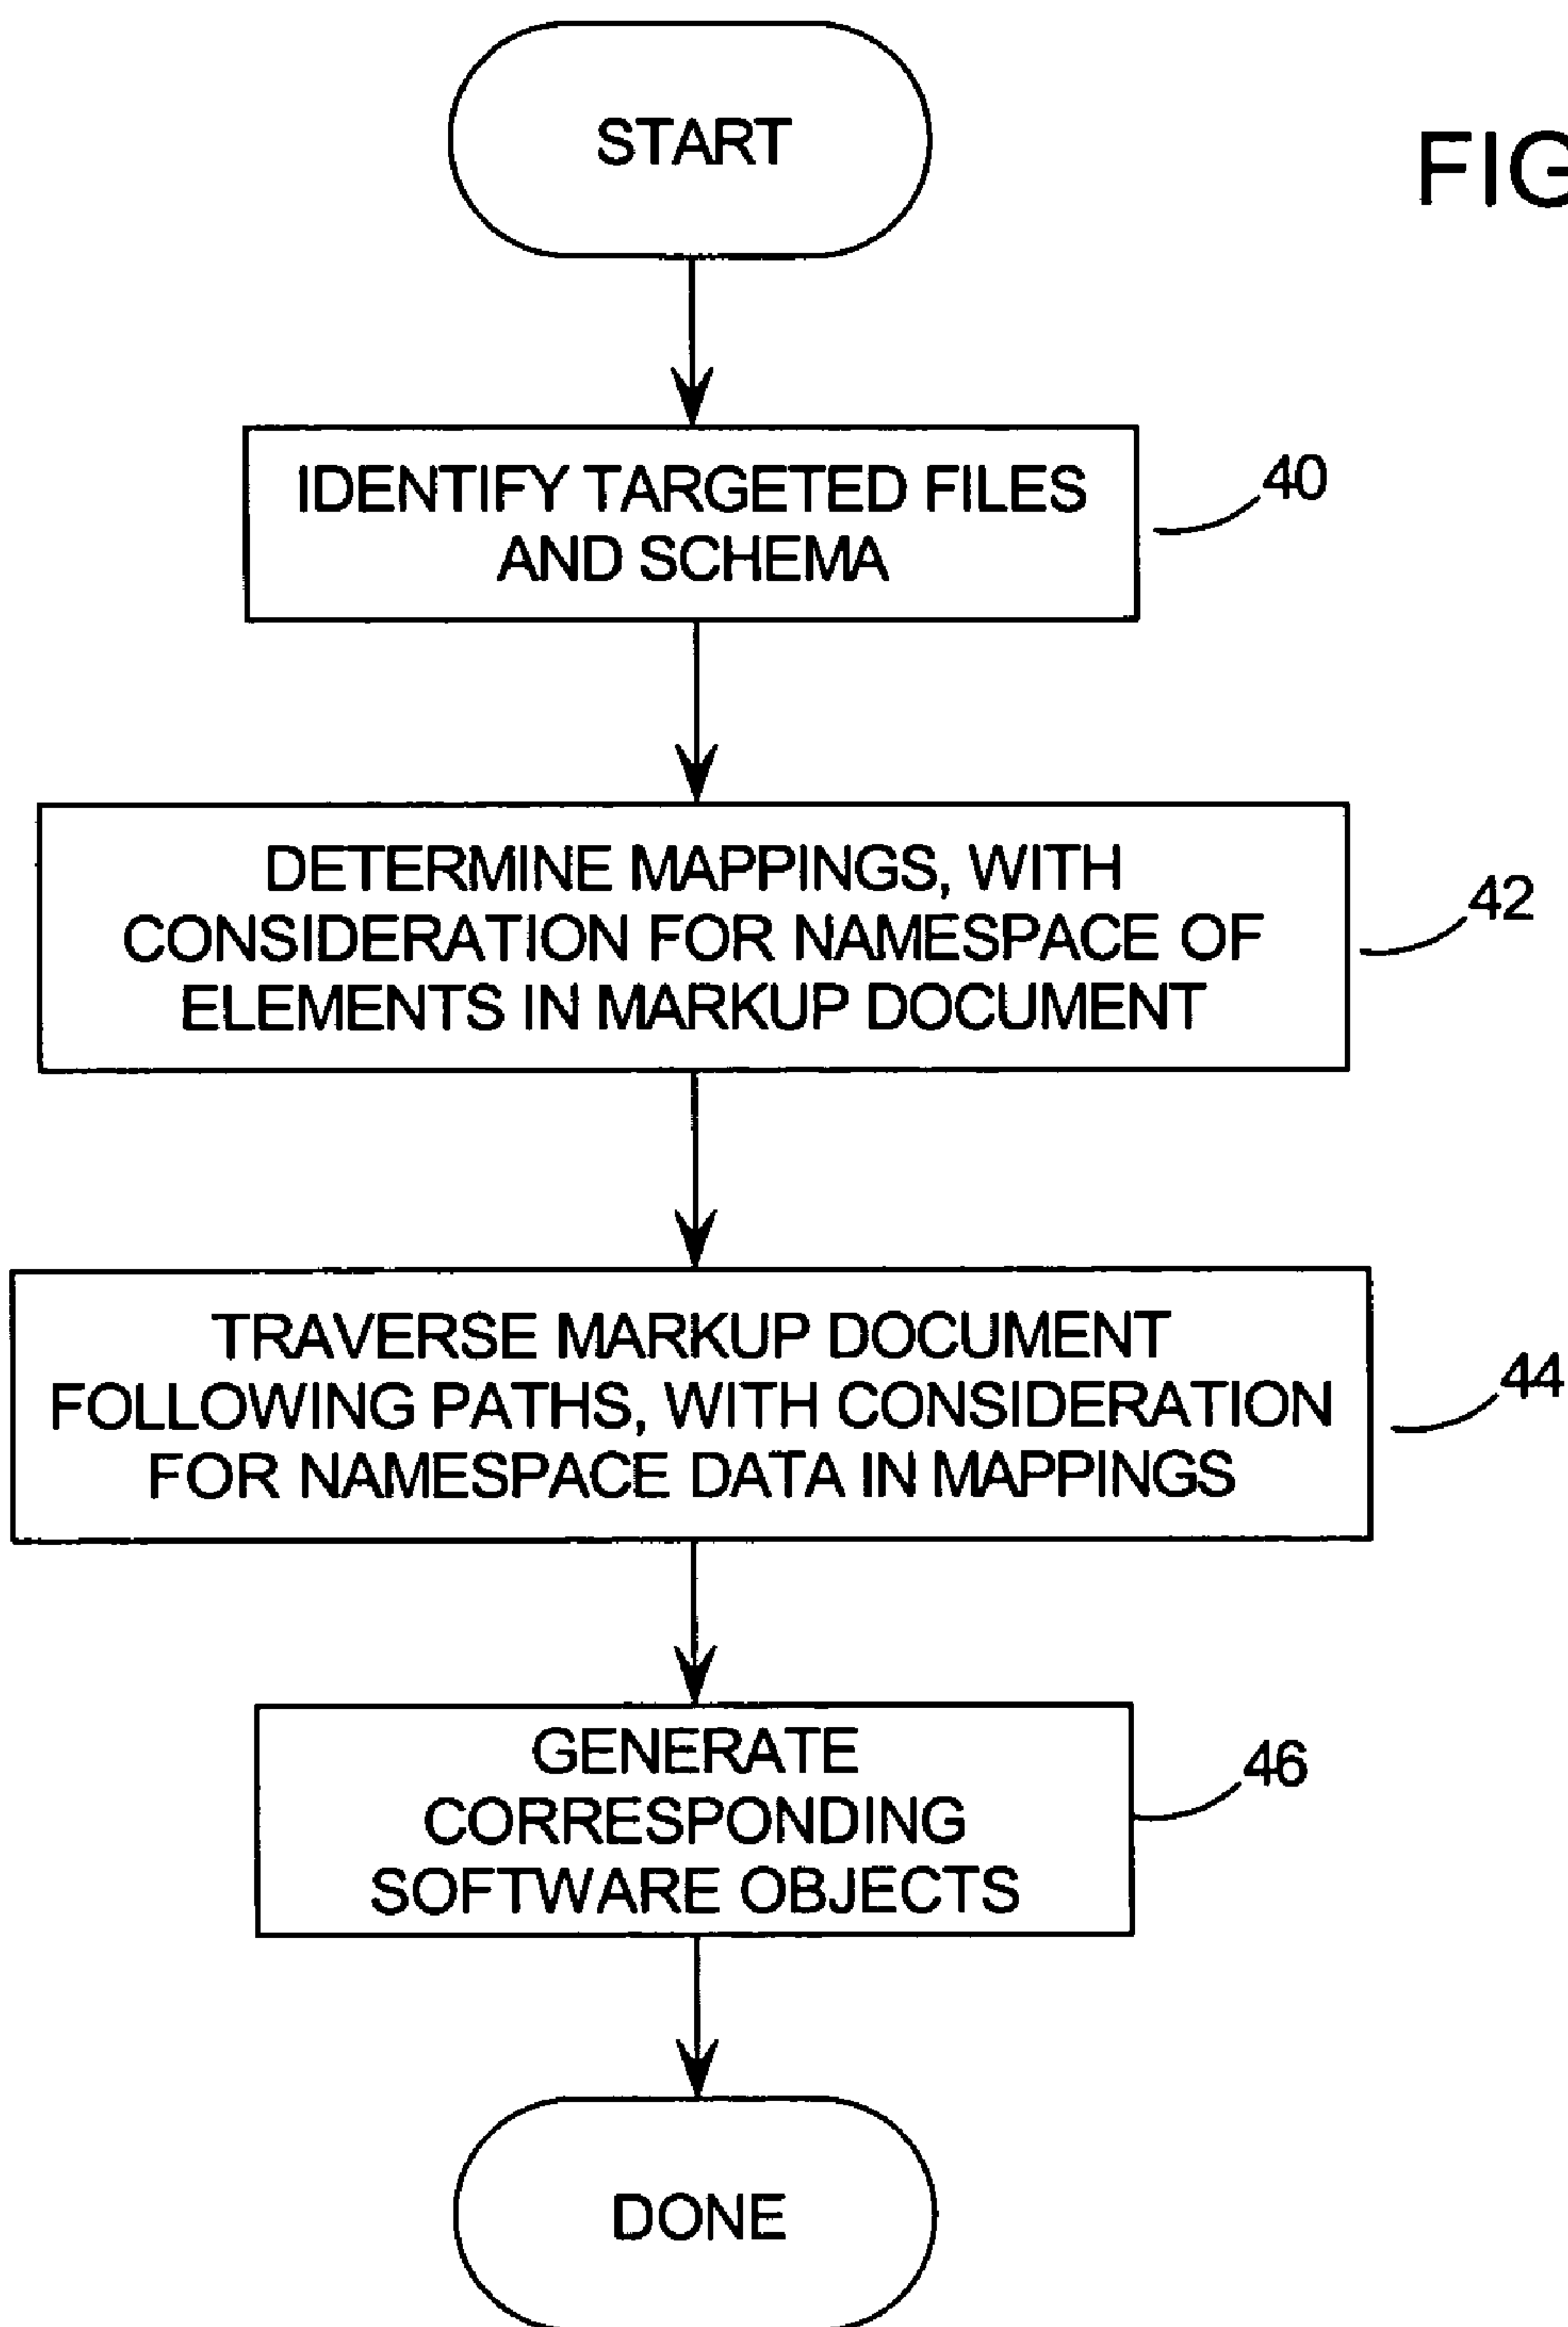 START
FIG
IDENTIFY TARGETED FILES
AND SCHEMA
40
DETERMINE MAPPINGS, WITH
CONSIDERATION FOR NAMESPACE OF
ELEMENTS IN MARKUP DOCUMENT
42
TRAVERSE MARKUP DOCUMENT
FOLLOWING PATHS, WITH CONSIDERATION
FOR NAMESPACE DATA IN MAPPINGS
44
GENERATE
CORRESPONDING
SOFTWARE OBJECTS
46
DONE